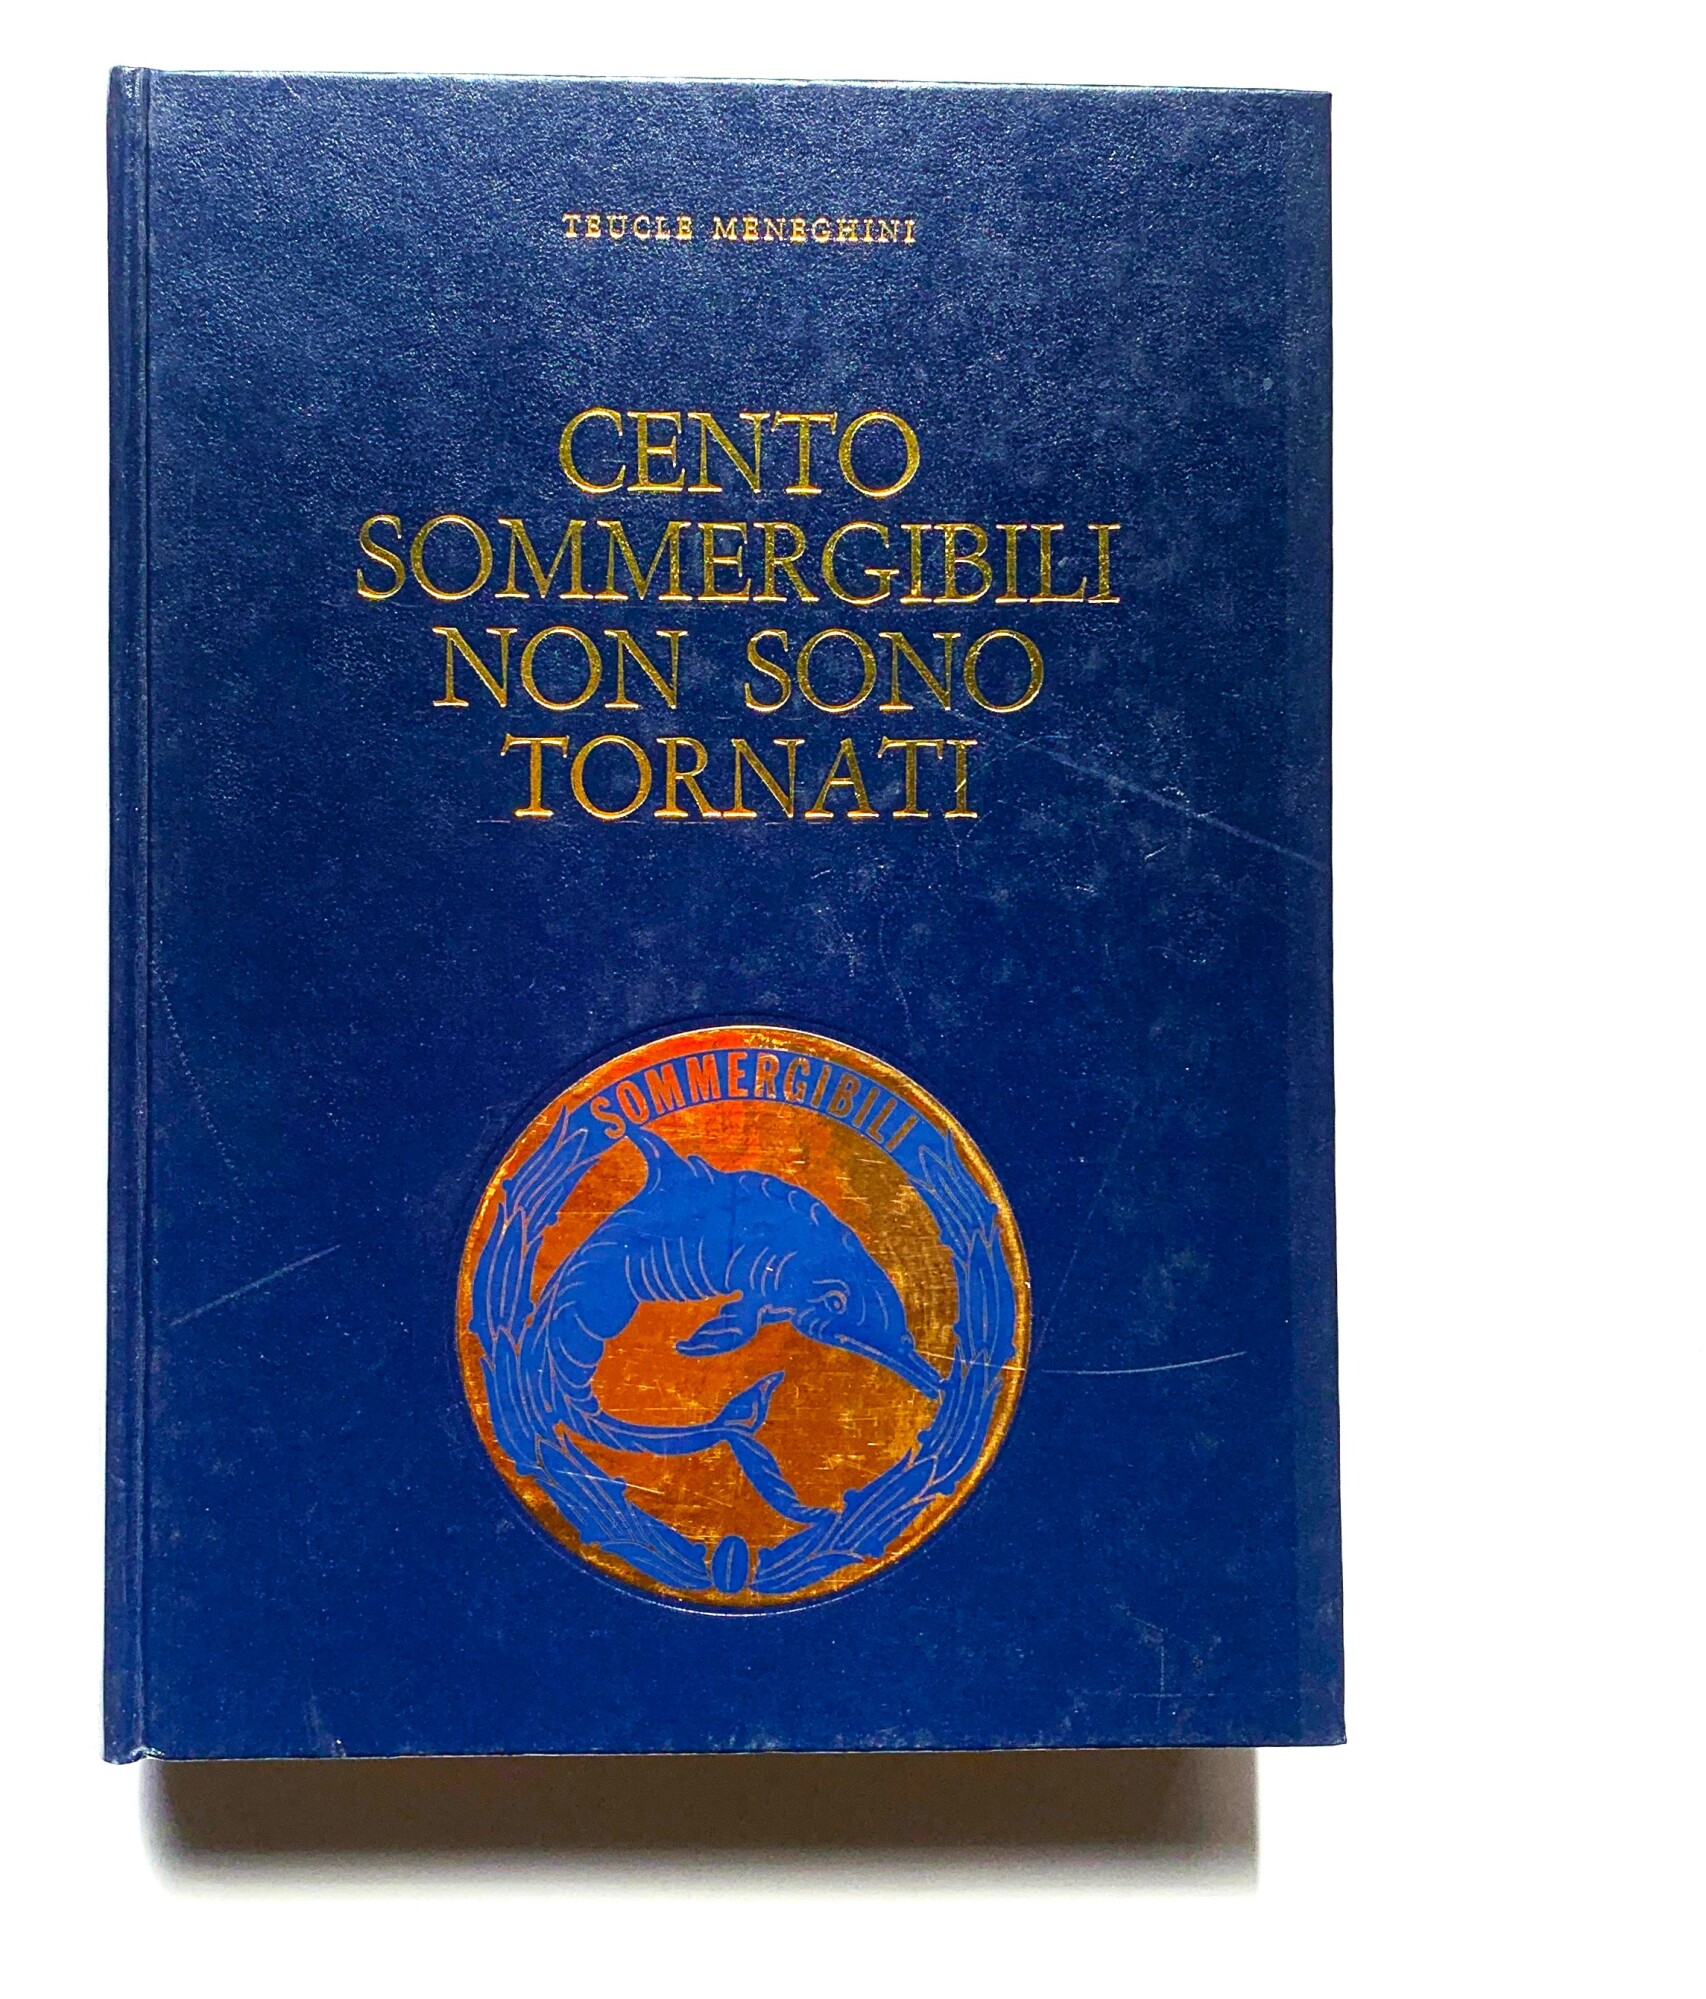 TEUCLE MENEGHINI
CENTO
SOMMERGIBILI
NON SONO
TORNATI
SOMMERGIBILI